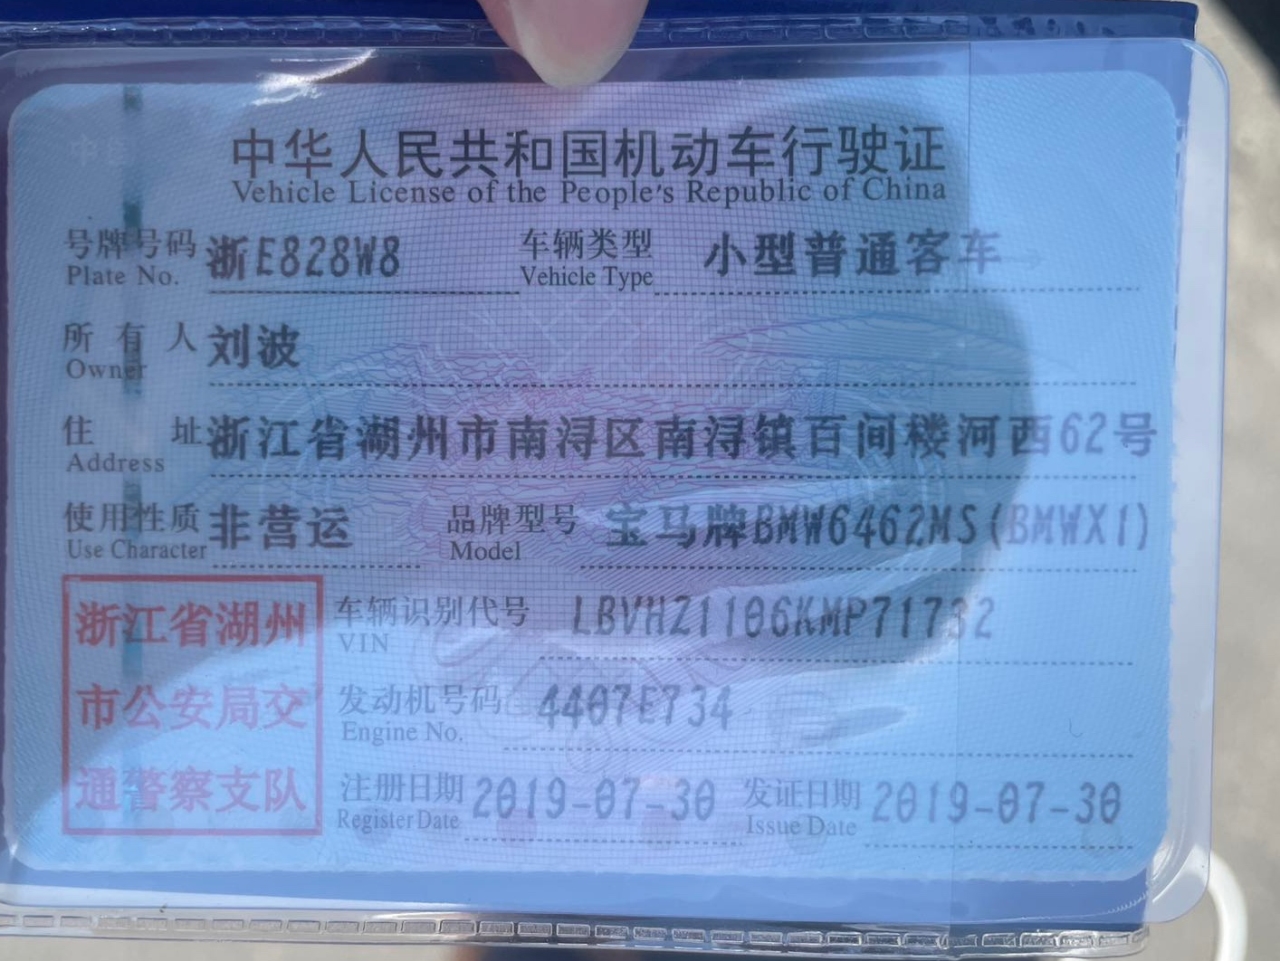 中华人民共和国机动车行驶证
Vehicle License of the People's Republic of China
号牌号码 浙E828W8 车辆类型 小型普通客车
Plate No. Vehicle Type
所有人 刘波
Owner
住址 浙江省湖州市南浔区南浔镇百间楼河西62号
Address
使用性质 非营运 品牌型号 宝马牌BMW6462MS(BMWX1)
Use Character Model
浙江省湖州
市公安局交
通警察支队
车辆识别代号 LBVHZ1106KMP71732
VIN
发动机号码 4407E734
Engine No.
注册日期 2019-07-30 发证日期 2019-07-30
Register Date Issue Date